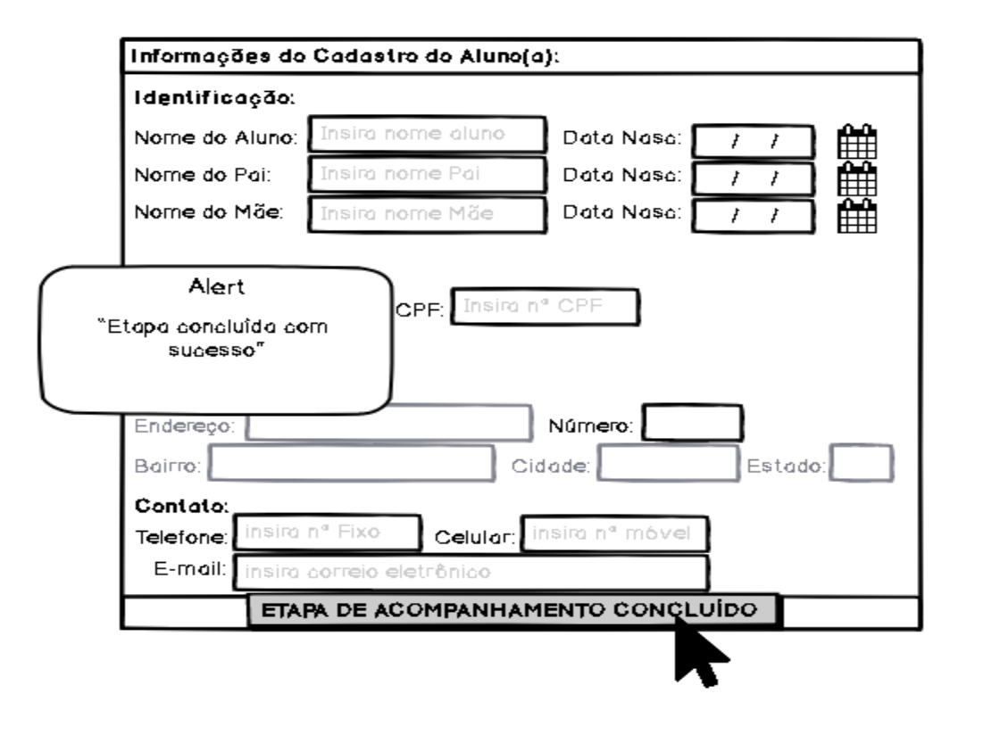 Informações do Cadastro do Aluno(a):
Identificação:
Nome do Aluno: Insira nome aluno Data Nasc: / /
Nome do Pai: Insira nome Pai Data Nasc: / /
Nome do Mãe: Insira nome Mãe Data Nasc: / /
Alert
"Etapa concluída com
sucesso"
CPF: Insira nª CPF
Endereço: Número:
Bairro: Cidade: Estado:
Contato:
Telefone: insira nª Fixo Celular: insira nª móvel
E-mail: insira correio eletrônico
ETAPA DE ACOMPANHAMENTO CONCLUÍDO